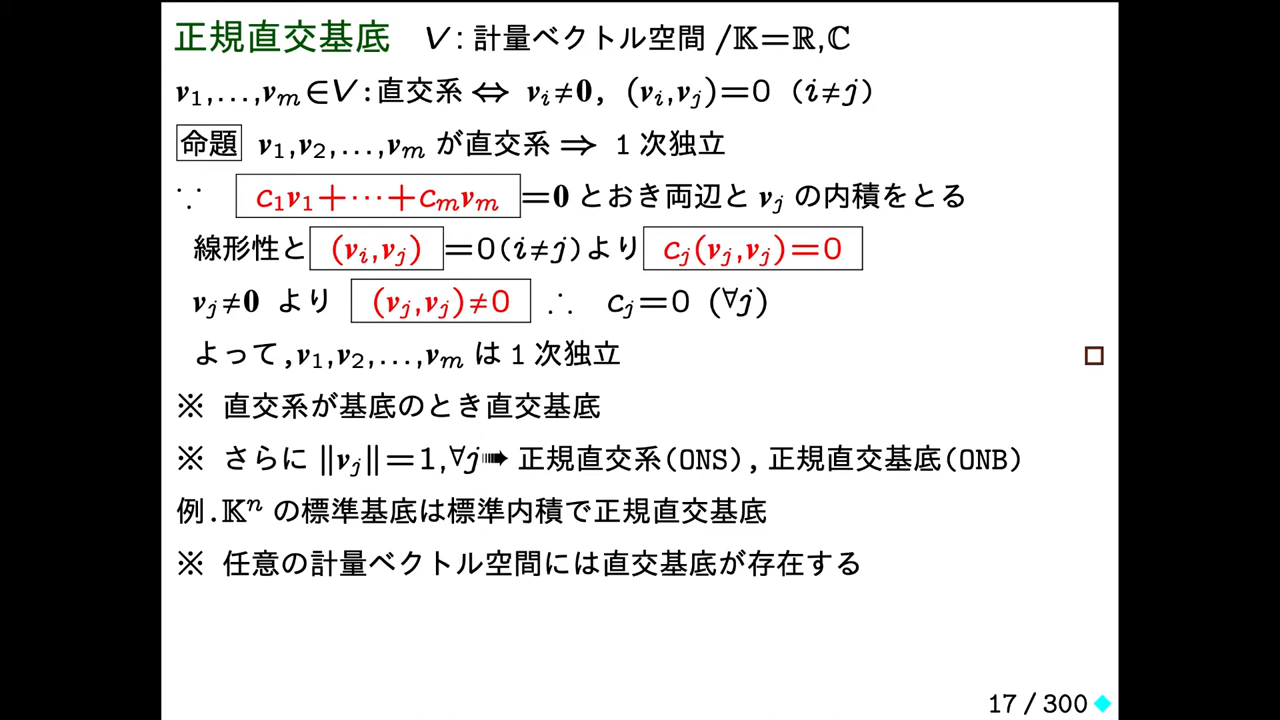 正規直交基底 V : 計量ベクトル空間 /𝕂=ℝ,ℂ
v₁,...,vₘ∈V : 直交系 ⇔ vᵢ≠0, (vᵢ,vⱼ)=0 (i≠j)
命題 v₁,v₂,...,vₘ が直交系 ⇒ 1 次独立
∵ c₁v₁+⋯+cₘvₘ =0 とおき両辺と vⱼ の内積をとる
線形性と (vᵢ,vⱼ) =0(i≠j)より cⱼ(vⱼ,vⱼ)=0
vⱼ≠0 より (vⱼ,vⱼ)≠0 ∴ cⱼ=0 (∀j)
よって,v₁,v₂,...,vₘ は 1 次独立 □
※ 直交系が基底のとき直交基底
※ さらに ‖vⱼ‖=1,∀j➠ 正規直交系(ONS), 正規直交基底(ONB)
例.𝕂ⁿ の標準基底は標準内積で正規直交基底
※ 任意の計量ベクトル空間には直交基底が存在する
17 / 300